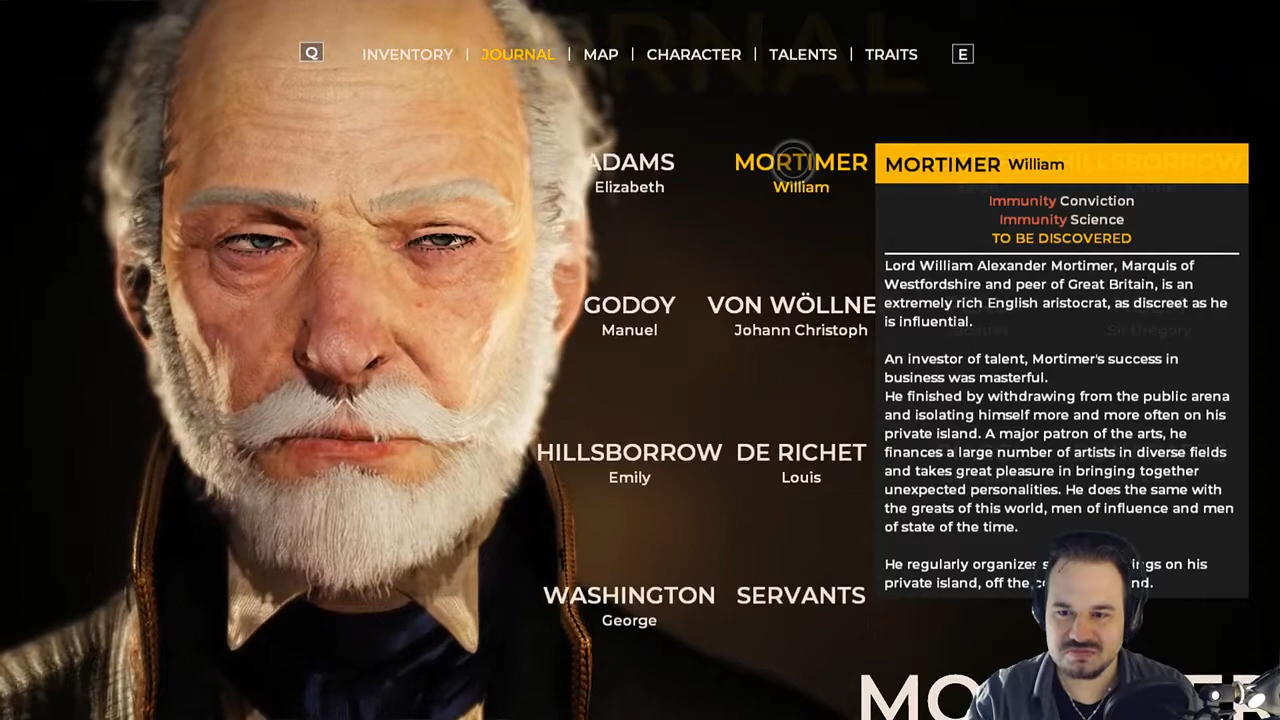 Q INVENTORY | JOURNAL | MAP | CHARACTER | TALENTS | TRAITS E
ADAMS
Elizabeth
MORTIMER
William
GODOY
Manuel
VON WÖLLNE
Johann Christoph
HILLSBORROW
Emily
DE RICHET
Louis
WASHINGTON
George
SERVANTS
MORTIMER William
Immunity Conviction
Immunity Science
TO BE DISCOVERED
Lord William Alexander Mortimer, Marquis of
Westfordshire and peer of Great Britain, is an
extremely rich English aristocrat, as discreet as he
is influential.
An investor of talent, Mortimer's success in
business was masterful.
He finished by withdrawing from the public arena
and isolating himself more and more often on his
private island. A major patron of the arts, he
finances a large number of artists in diverse fields
and takes great pleasure in bringing together
unexpected personalities. He does the same with
the greats of this world, men of influence and men
of state of the time.
He regularly organizes ings on his
private island, off the